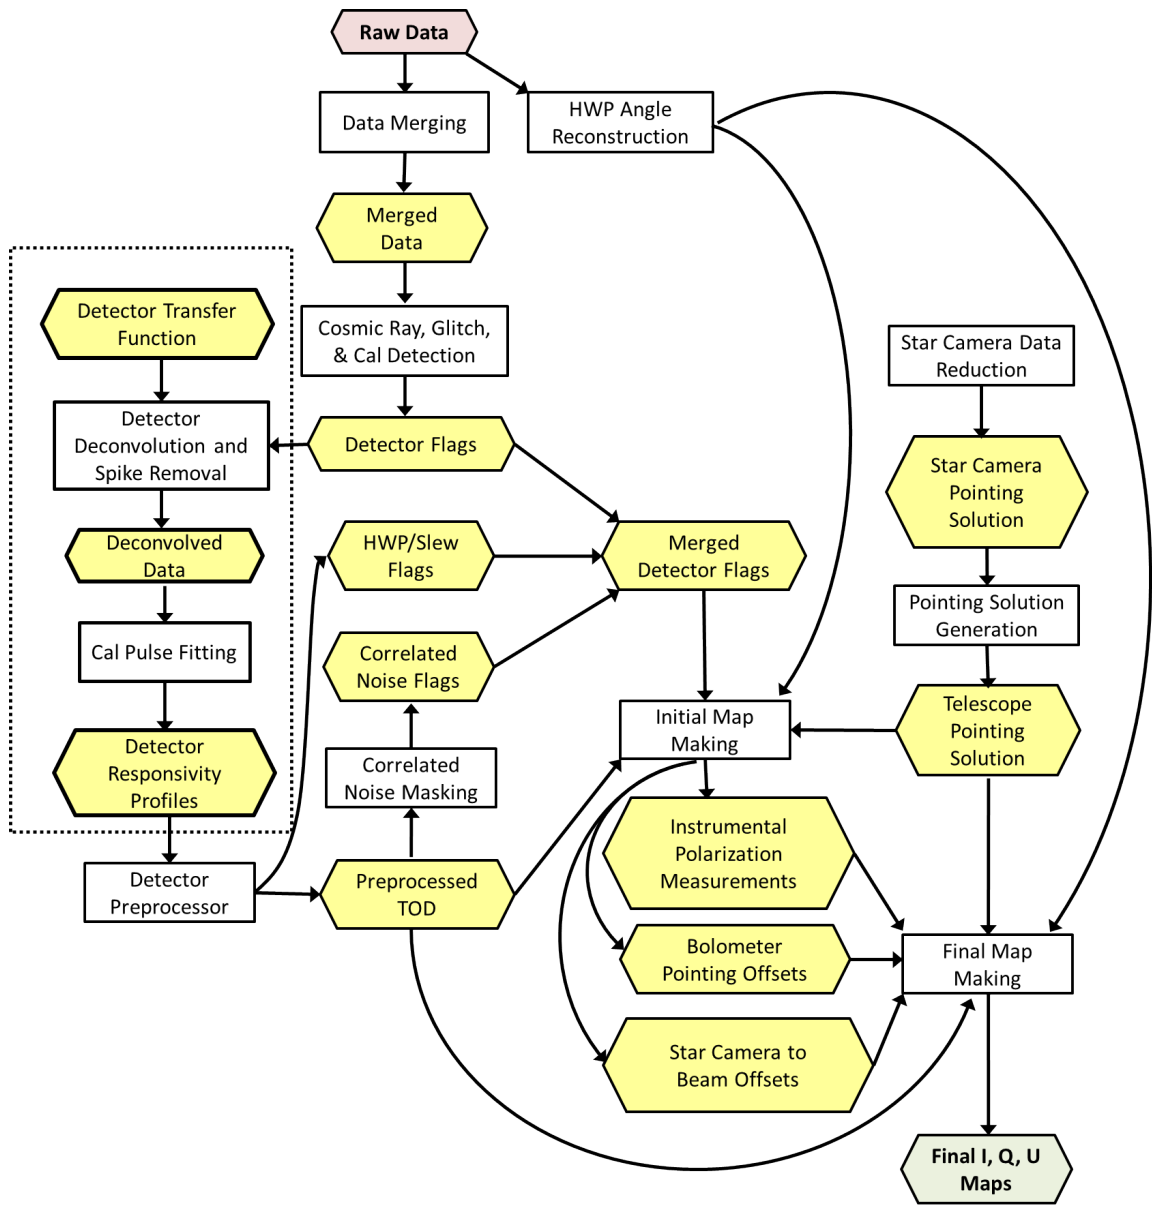 Raw Data
Data Merging
HWP Angle
Reconstruction
Merged
Data
Detector Transfer
Function
Cosmic Ray, Glitch,
& Cal Detection
Star Camera Data
Reduction
Detector
Deconvolution and
Spike Removal
Detector Flags
Star Camera
Pointing
Solution
Deconvolved
Data
HWP/Slew
Flags
Merged
Detector Flags
Pointing Solution
Generation
Cal Pulse Fitting
Correlated
Noise Flags
Initial Map
Making
Telescope
Pointing
Solution
Detector
Responsivity
Profiles
Correlated
Noise Masking
Instrumental
Polarization
Measurements
Detector
Preprocessor
Preprocessed
TOD
Bolometer
Pointing Offsets
Final Map
Making
Star Camera to
Beam Offsets
Final I, Q, U
Maps